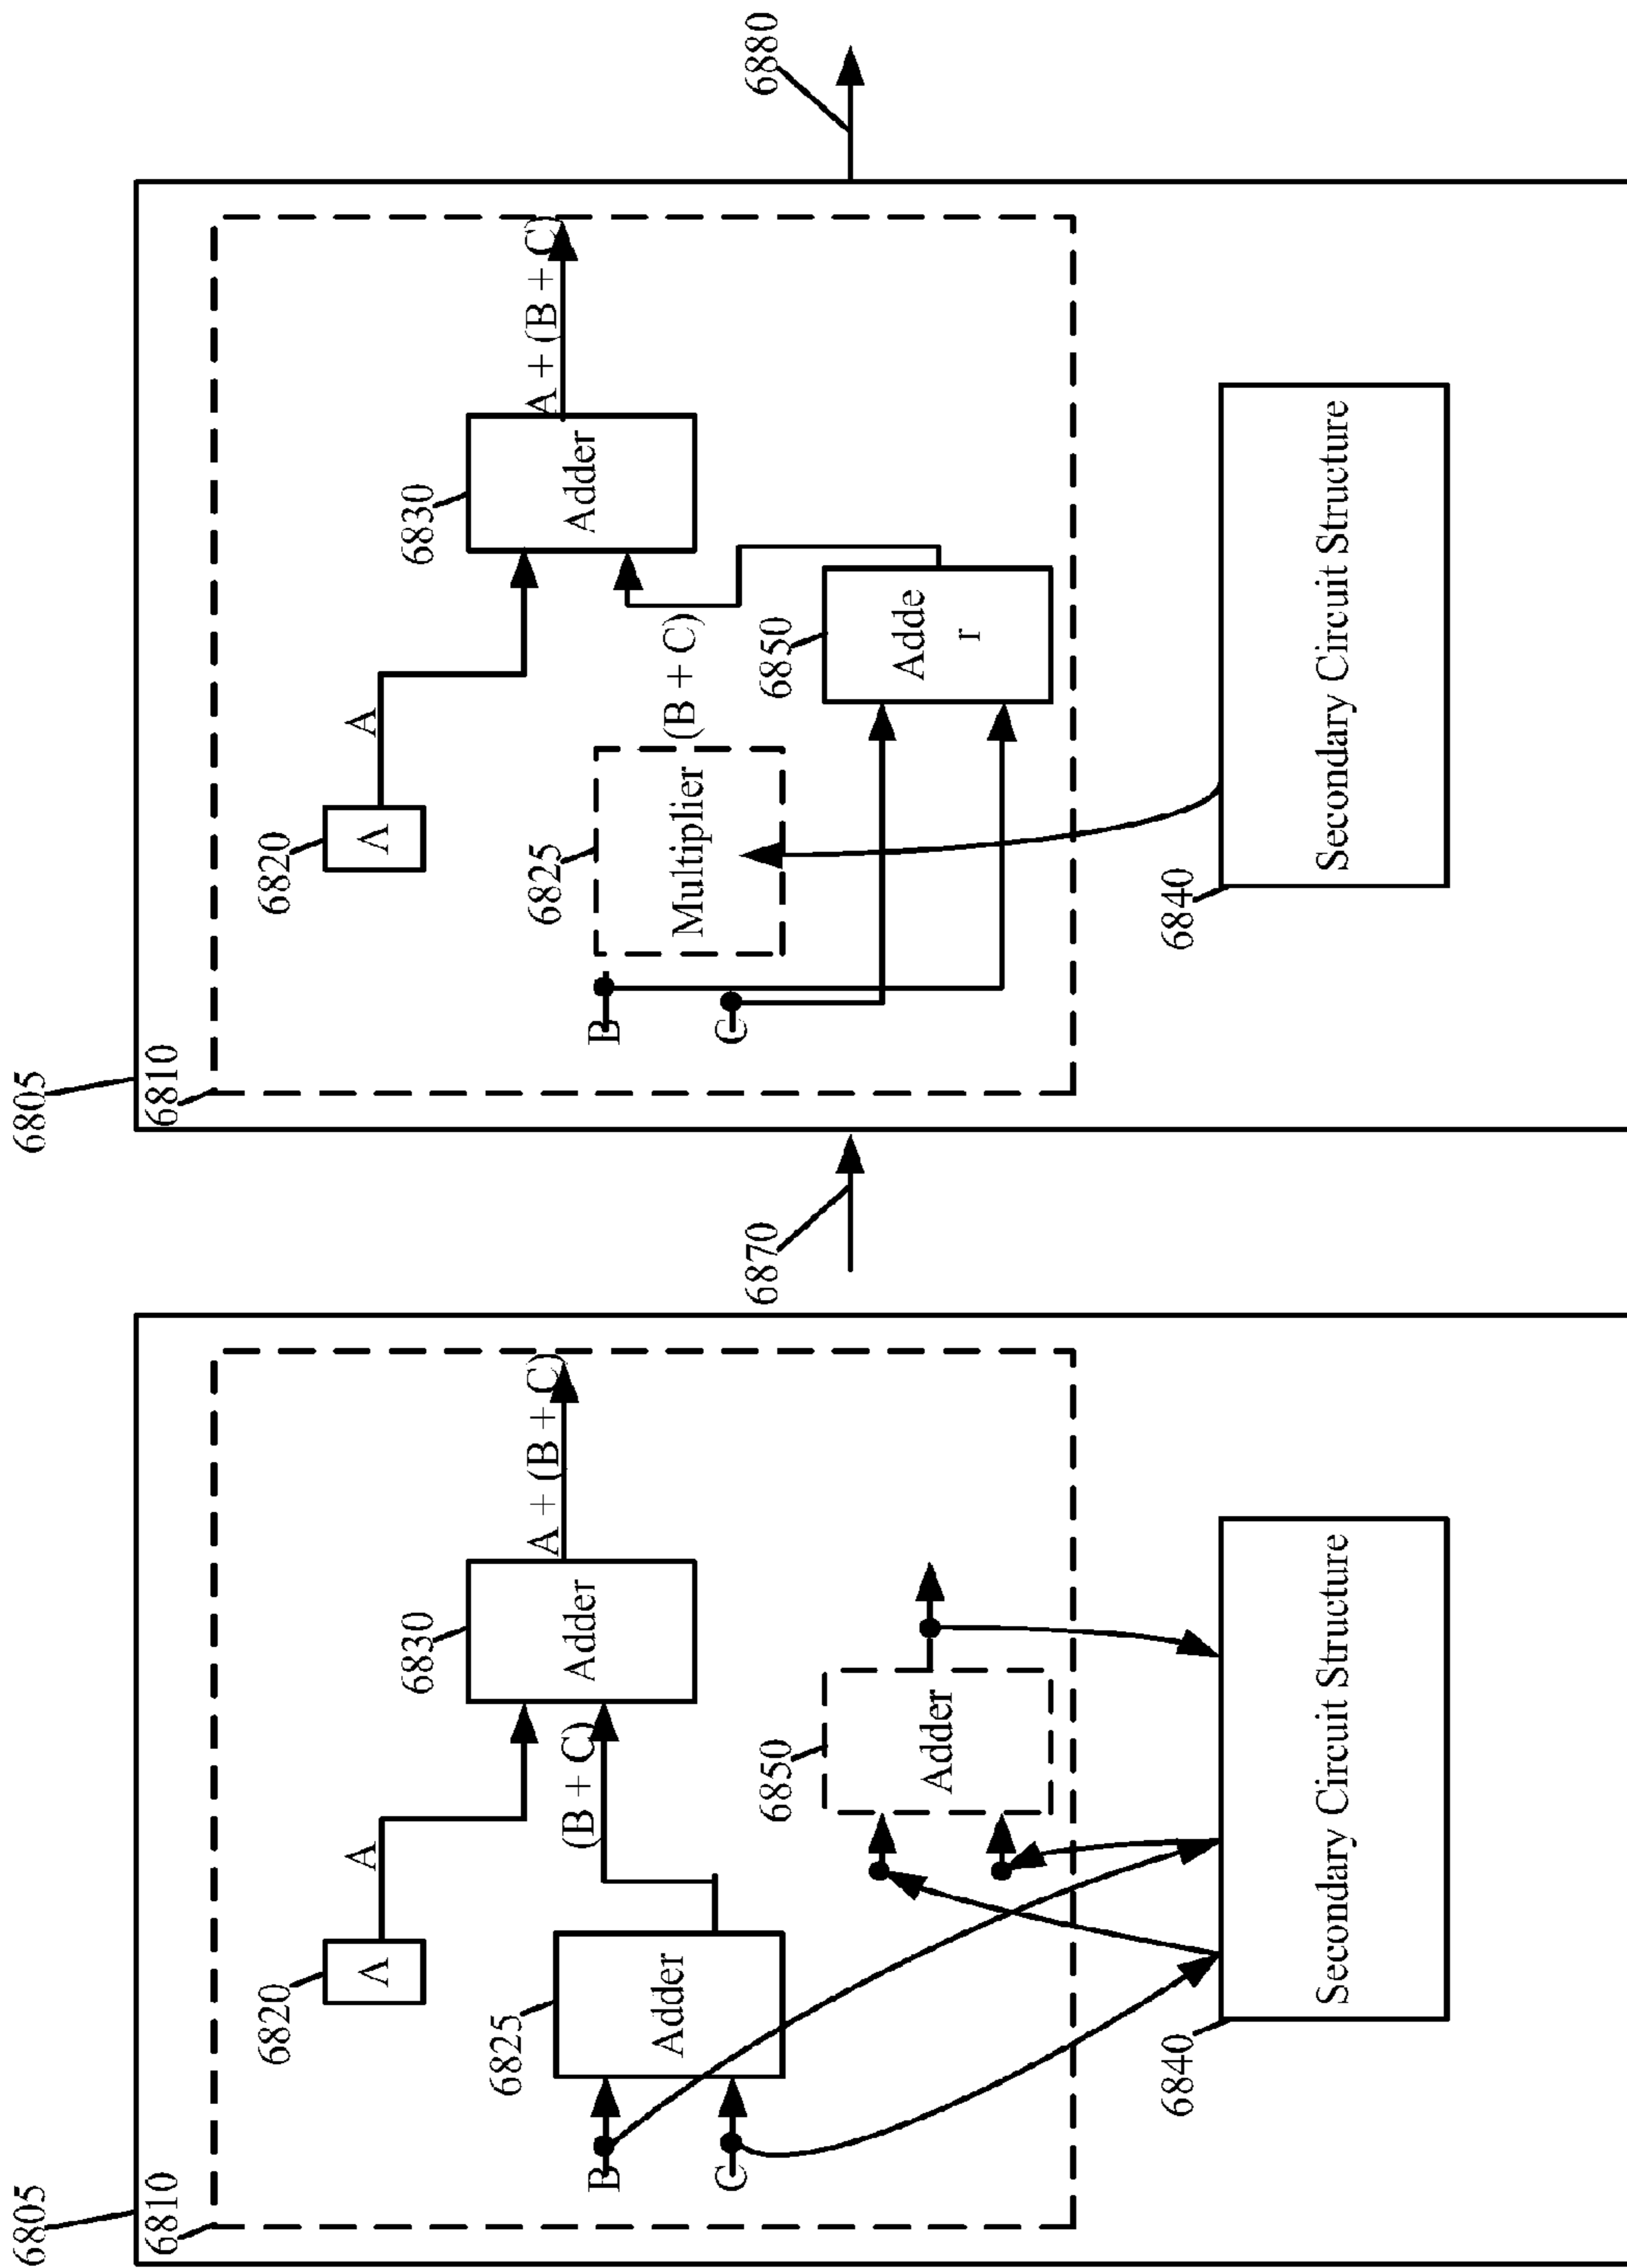 6805
6810
6820
A
A
6830
Adder
A + (B + C)
6825
Adder
B
C
(B + C)
6850
Adder
6840
Secondary Circuit Structure
6870
6805
6810
6820
A
A
6830
Adder
A + (B + C)
6825
Multiplier
B
C
(B + C)
6850
Adde
r
6840
Secondary Circuit Structure
6880